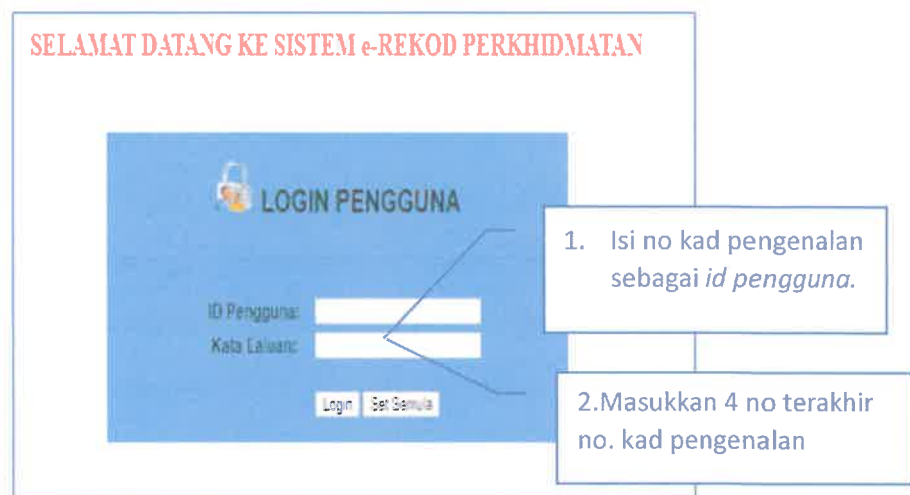 SELAMAT DATANG KE SISTEM e-REKOD PERKHIDMATAN
LOGIN PENGGUNA
1. Isi no kad pengenalan
sebagai id pengguna.
ID Pengguna:
Kata Laluan:
Login Set Semula
2.Masukkan 4 no terakhir
no. kad pengenalan